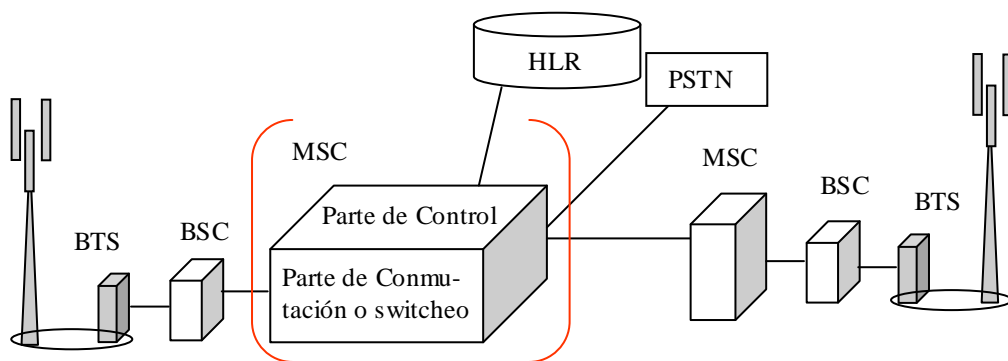 HLR
PSTN
MSC
MSC
Parte de Control
BSC
BTS
BSC
BTS
Parte de Conmu-
tación o switcheo